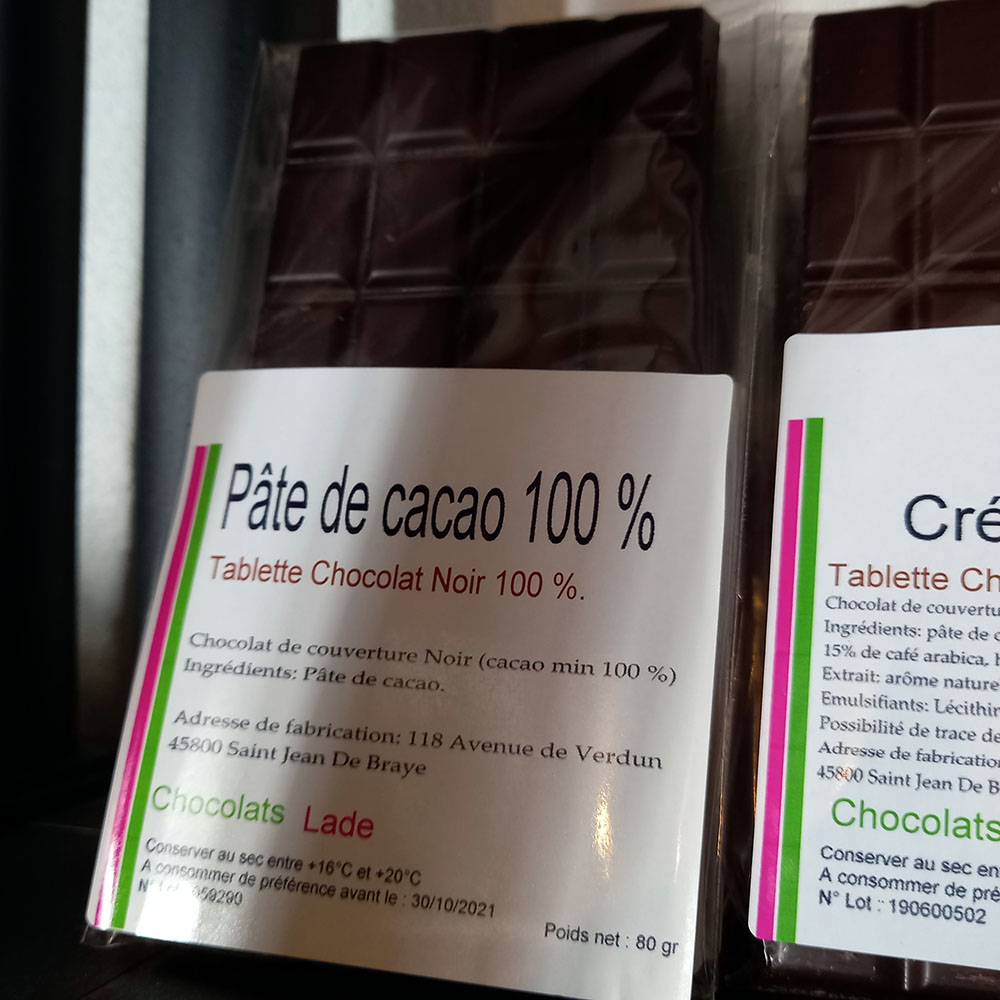 Pâte de cacao 100 %
Tablette Chocolat Noir 100 %.
Chocolat de couverture Noir (cacao min 100 %)
Ingrédients: Pâte de cacao.
Adresse de fabrication: 118 Avenue de Verdun
45800 Saint Jean De Braye
Chocolats Lade
Conserver au sec entre +16°C et +20°C
A consommer de préférence avant le : 30/10/2021
Poids net : 80 gr
Cré
Tablette Ch
Chocolat de couvertu
Ingrédients: pâte de c
15% de café arabica,
Extrait: arôme nature
Emulsifiants: Lécithin
Possibilité de trace de
Adresse de fabrication
45800 Saint Jean De B
Chocolats
Conserver au sec en
A consommer de pré
N° Lot : 190600502